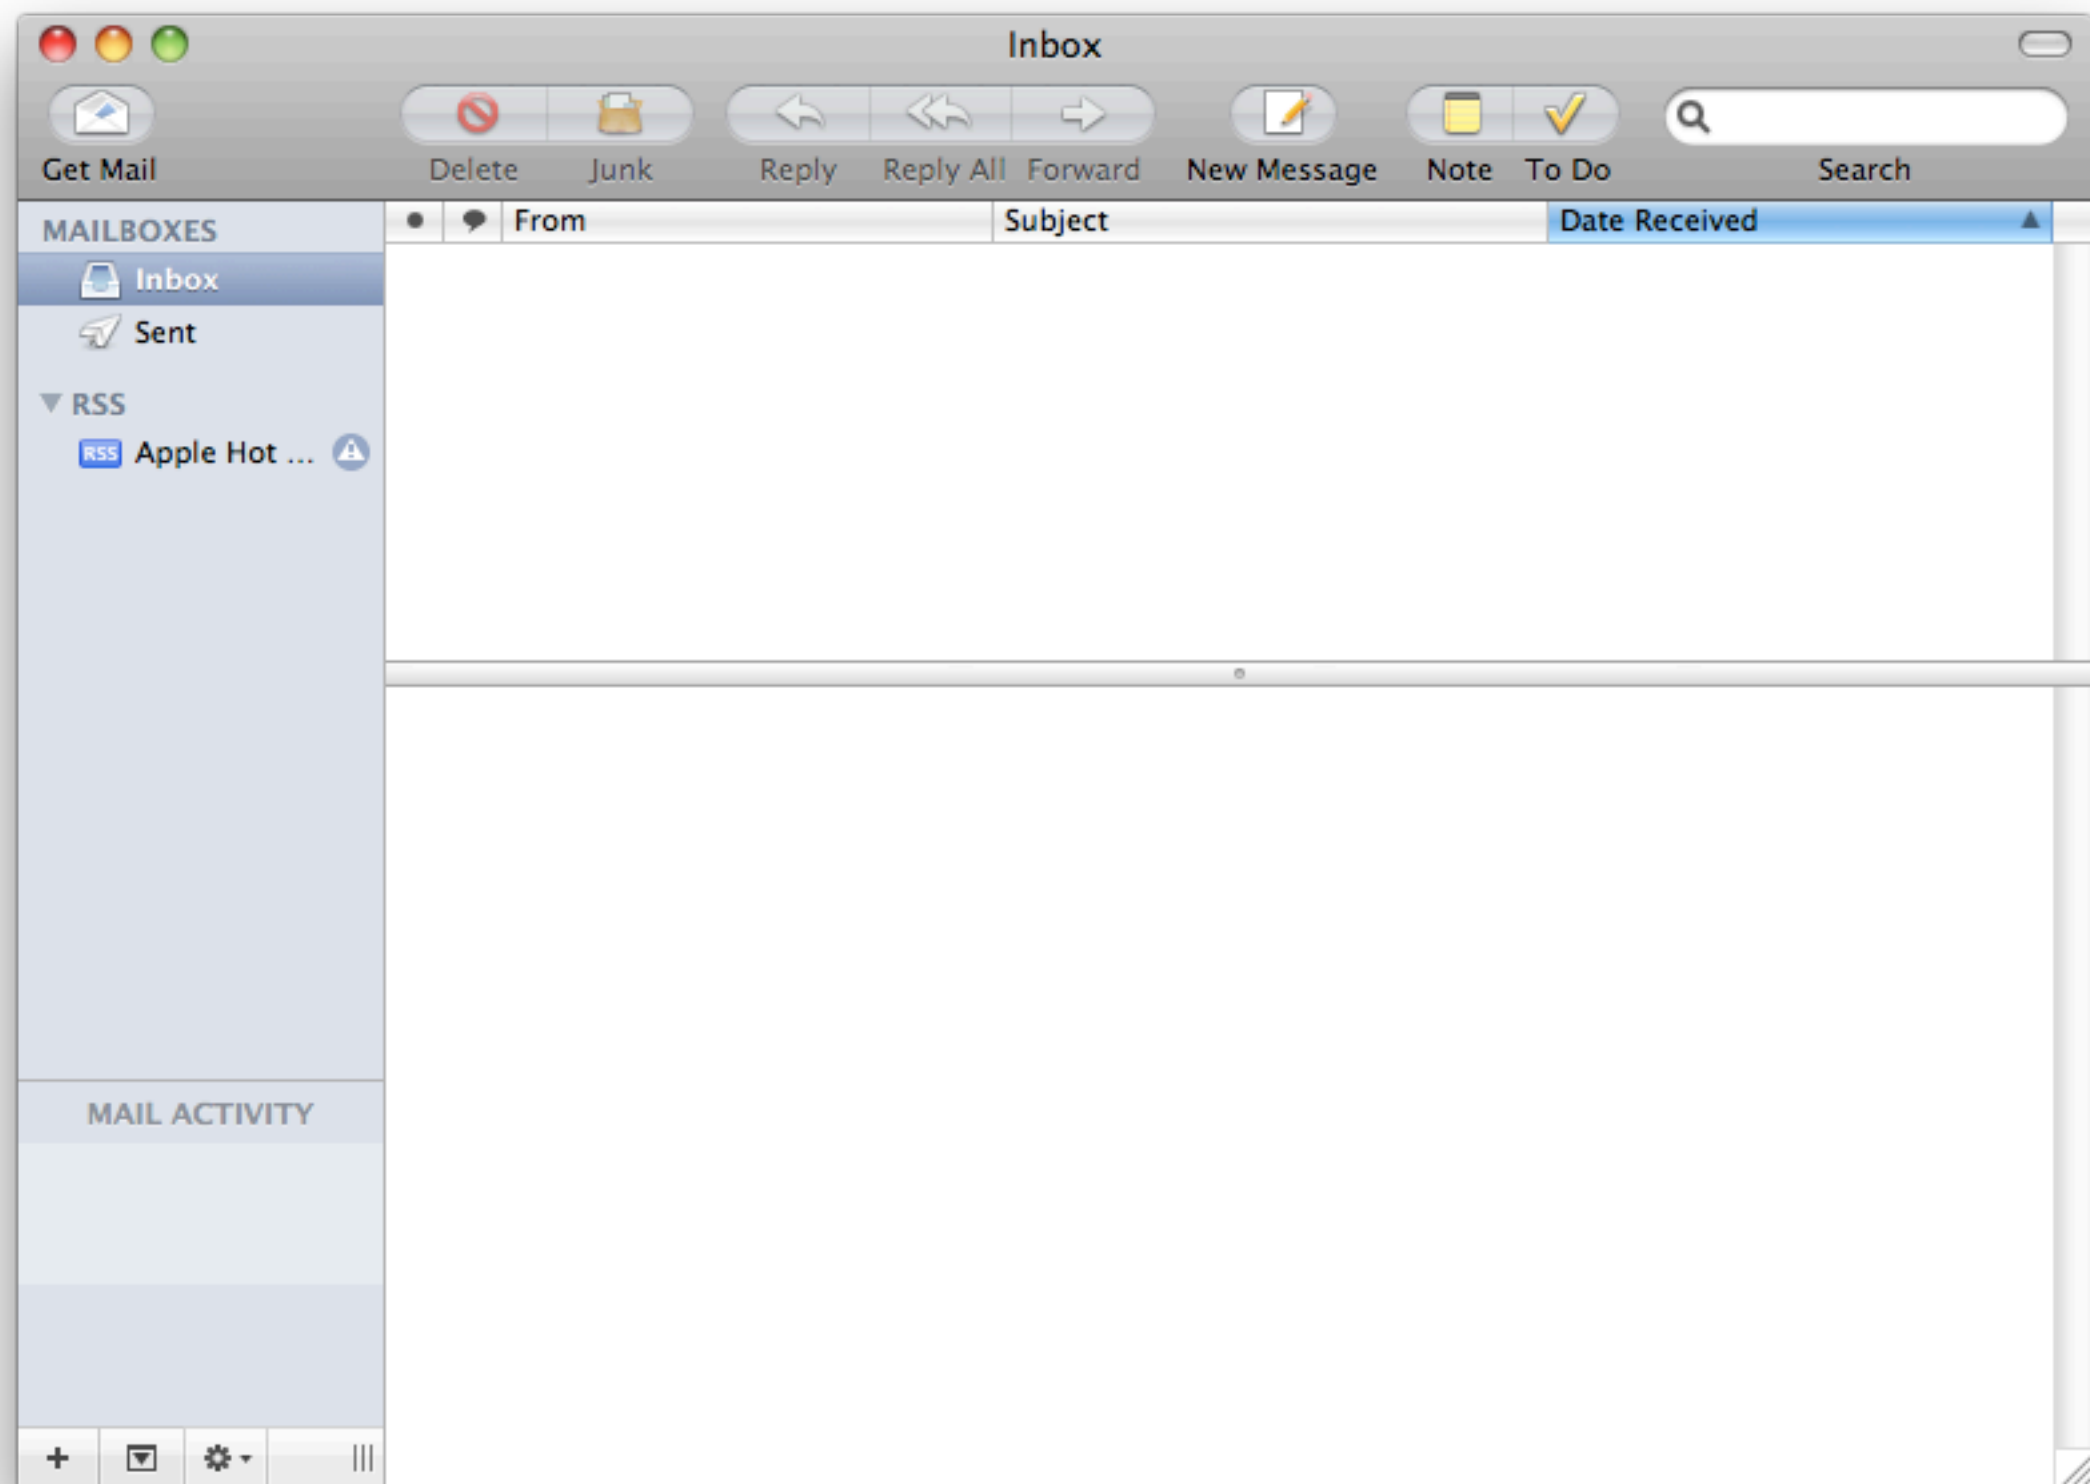 Inbox
Get Mail
Delete
Junk
Reply
Reply All
Forward
New Message
Note
To Do
Search
MAILBOXES
Inbox
Sent
RSS
RSS Apple Hot ...
From
Subject
Date Received
MAIL ACTIVITY